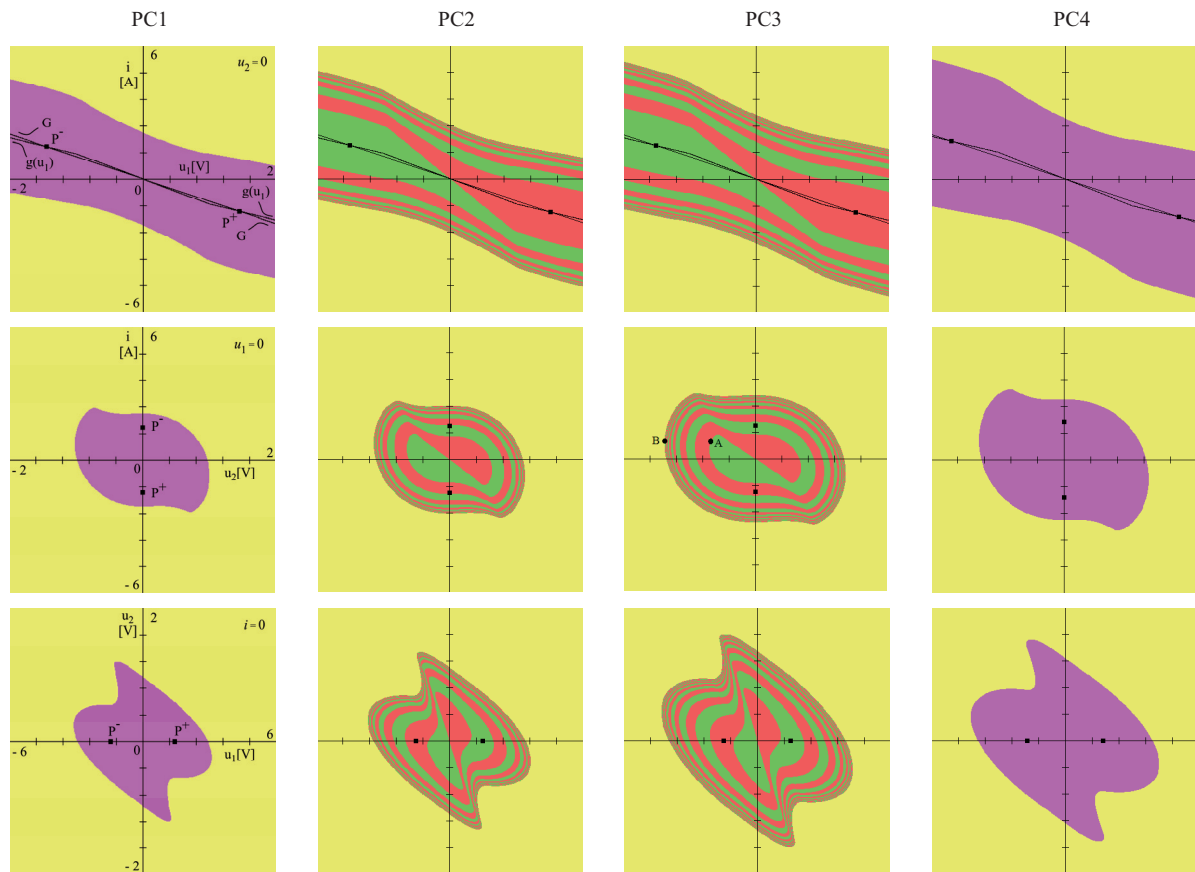 PC1 PC2 PC3 PC4
i 6 u₂=0
[A]
G
P⁻
g(u₁)
u₁[V] 2
-2 0
g(u₁)
P⁺
G
-6
i 6 u₁=0
[A]
P⁻
-2 0 2
u₂[V]
P⁺
-6
B A
u₂ 2 i=0
[V]
P⁻ P⁺
-6 0 6
u₁[V]
-2